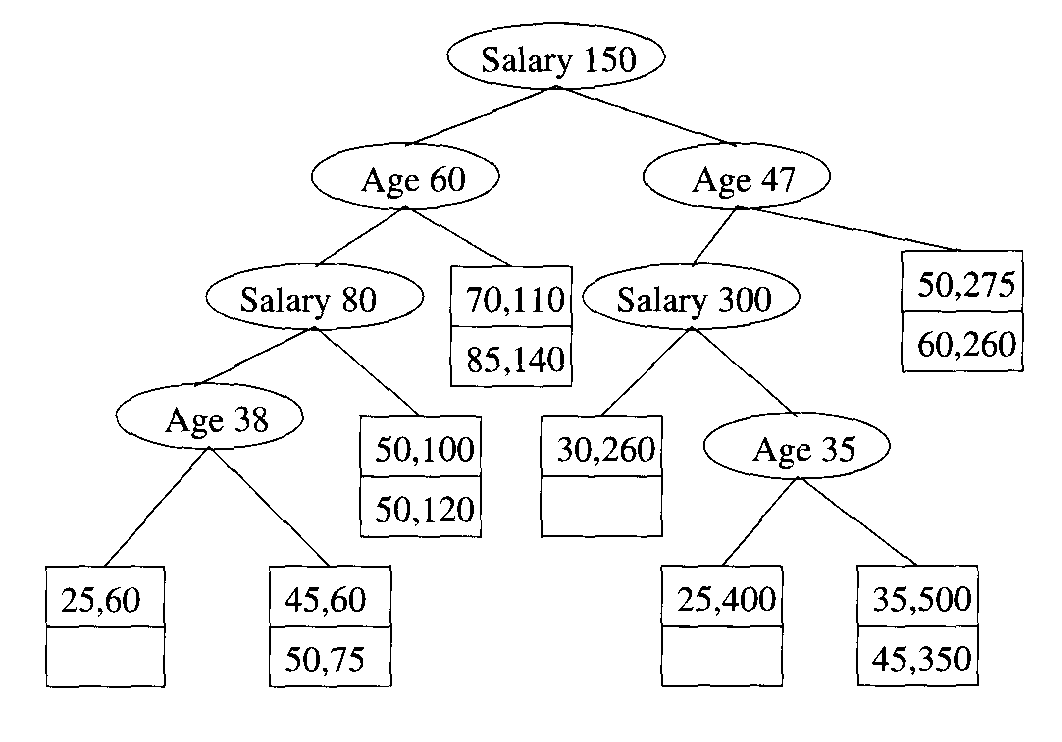 Salary 150
Age 60
Age 47
Salary 80
70,110
85,140
Salary 300
50,275
60,260
Age 38
50,100
50,120
30,260
Age 35
25,60
45,60
50,75
25,400
35,500
45,350